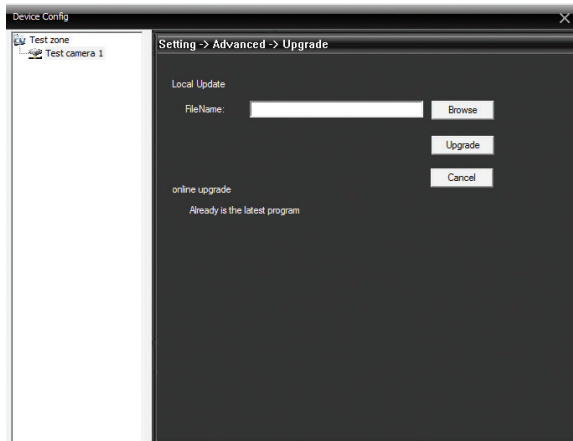 Device Config
Test zone
Test camera 1
Setting -> Advanced -> Upgrade
Local Update
FileName:
Browse
Upgrade
Cancel
online upgrade
Already is the latest program